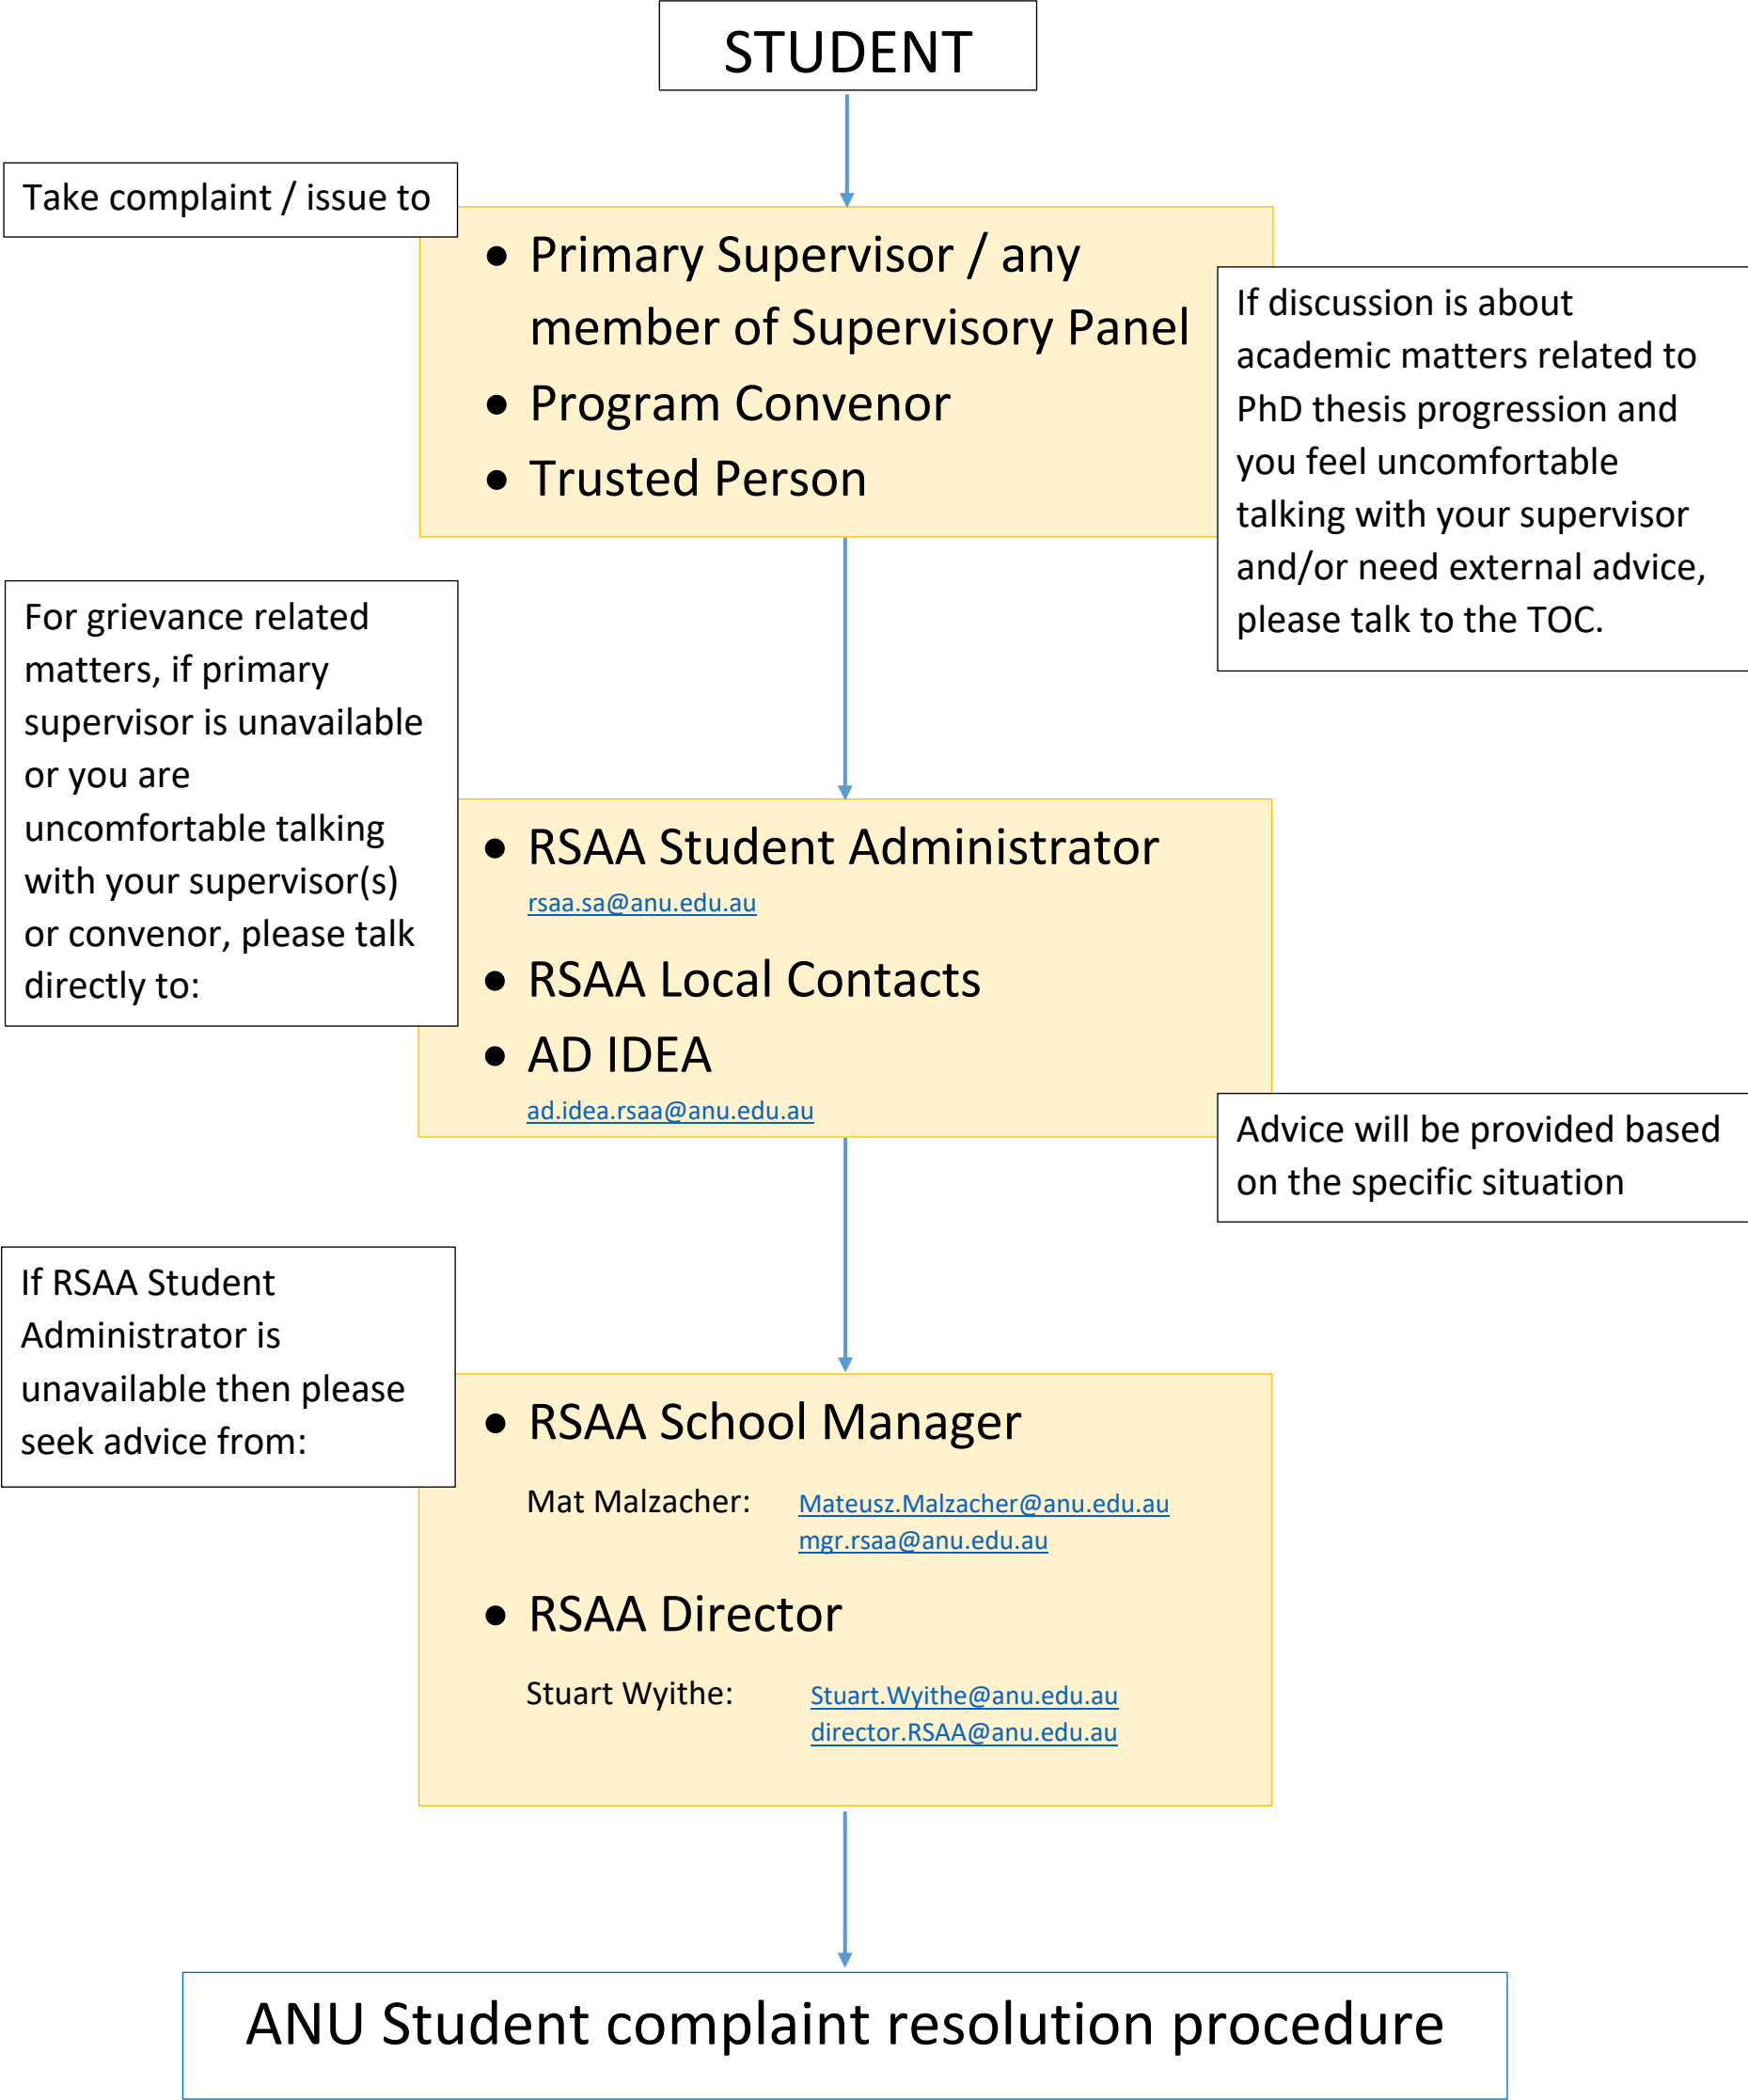 STUDENT
Take complaint / issue to
• Primary Supervisor / any
member of Supervisory Panel
• Program Convenor
• Trusted Person
If discussion is about
academic matters related to
PhD thesis progression and
you feel uncomfortable
talking with your supervisor
and/or need external advice,
please talk to the TOC.
For grievance related
matters, if primary
supervisor is unavailable
or you are
uncomfortable talking
with your supervisor(s)
or convenor, please talk
directly to:
• RSAA Student Administrator
rsaa.sa@anu.edu.au
• RSAA Local Contacts
• AD IDEA
ad.idea.rsaa@anu.edu.au
Advice will be provided based
on the specific situation
If RSAA Student
Administrator is
unavailable then please
seek advice from:
• RSAA School Manager
Mat Malzacher: Mateusz.Malzacher@anu.edu.au
mgr.rsaa@anu.edu.au
• RSAA Director
Stuart Wyithe: Stuart.Wyithe@anu.edu.au
director.RSAA@anu.edu.au
ANU Student complaint resolution procedure